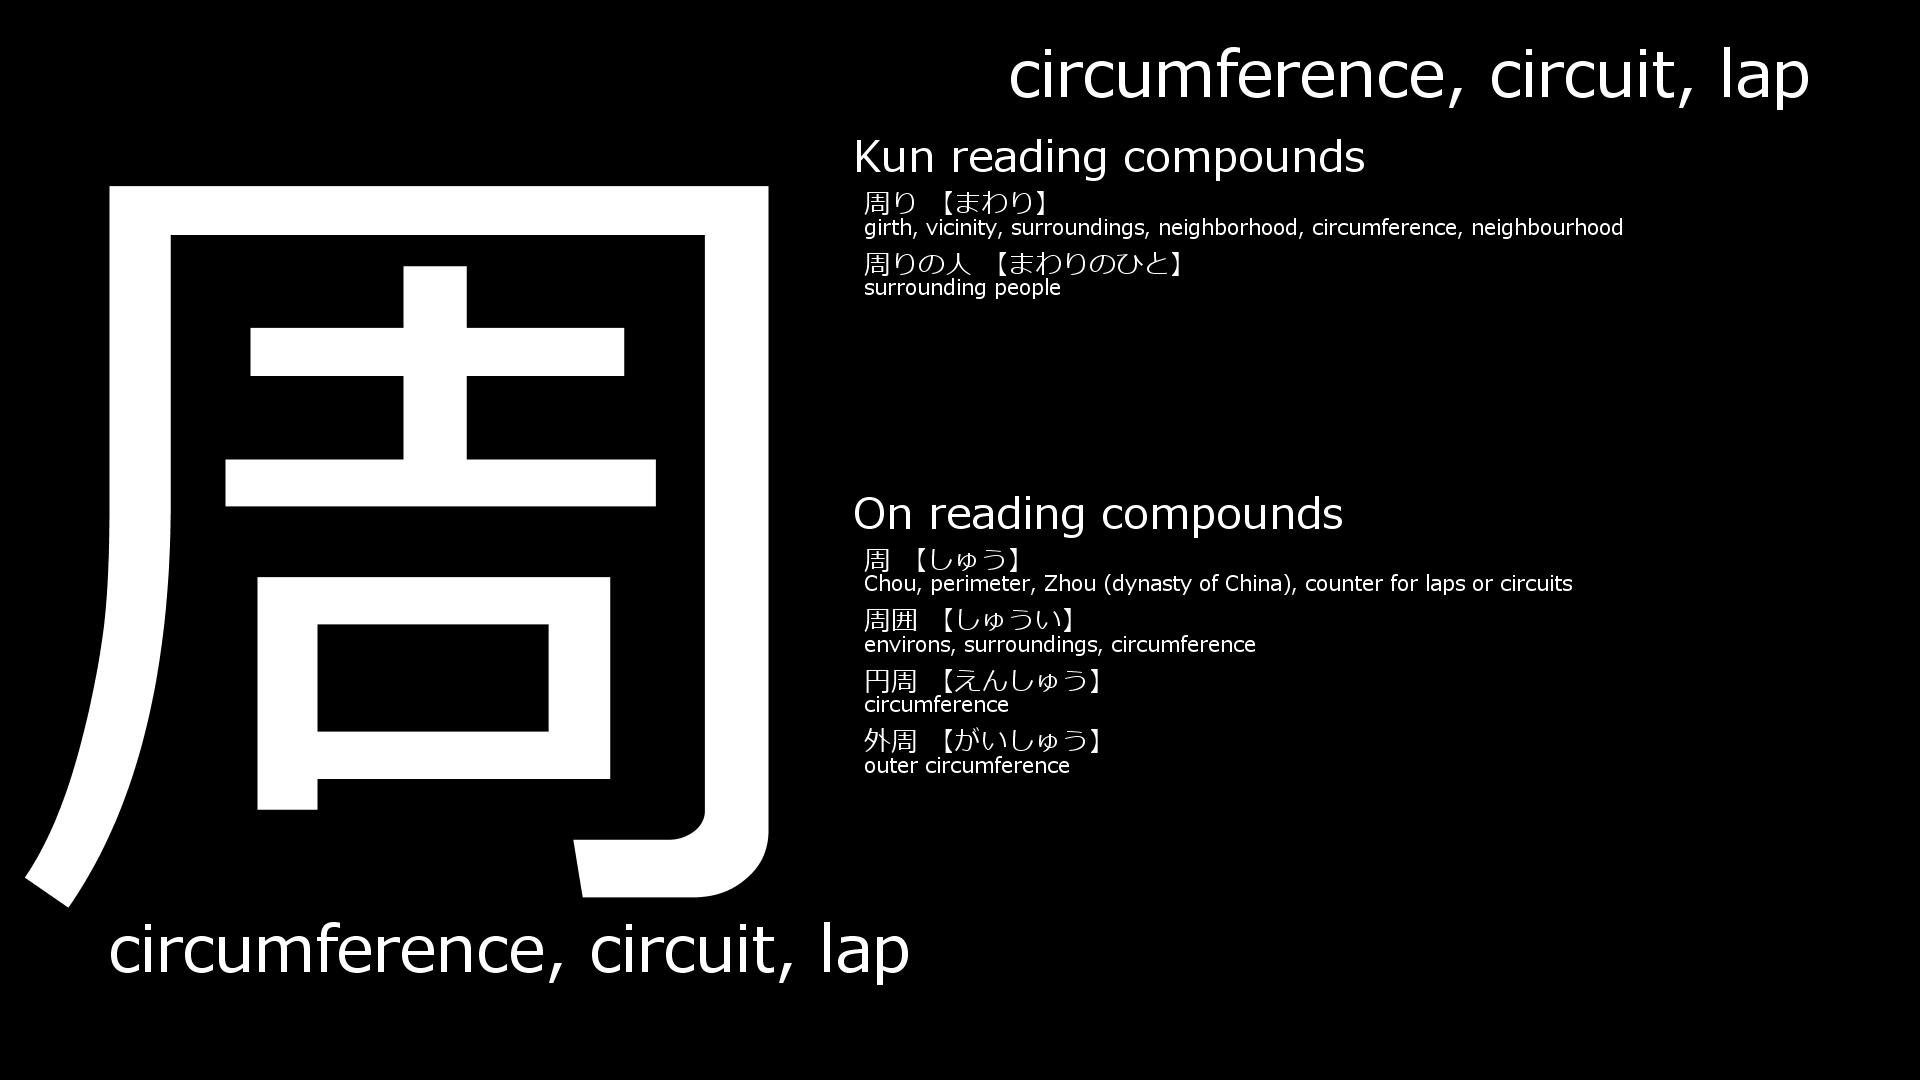 circumference, circuit, lap
周
Kun reading compounds
周り 【まわり】
girth, vicinity, surroundings, neighborhood, circumference, neighbourhood
周りの人 【まわりのひと】
surrounding people
On reading compounds
周 【しゅう】
Chou, perimeter, Zhou (dynasty of China), counter for laps or circuits
周囲 【しゅうい】
environs, surroundings, circumference
円周 【えんしゅう】
circumference
外周 【がいしゅう】
outer circumference
circumference, circuit, lap